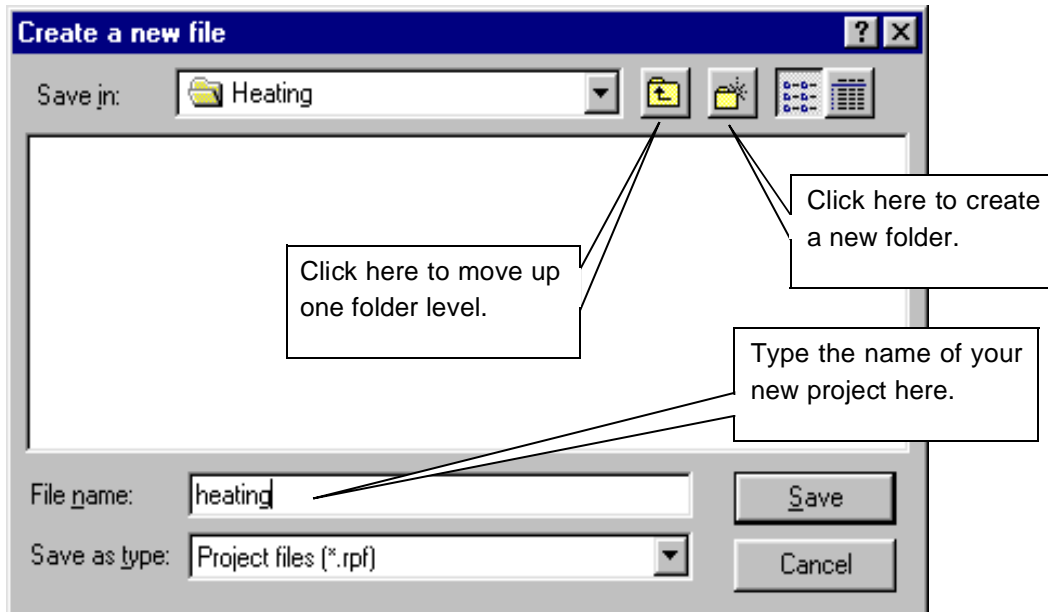 Create a new file
?
Save in:
Heating
Click here to create
a new folder.
Click here to move up
one folder level.
Type the name of your
new project here.
File name:
heating
Save
Save as type:
Project files (*.rpf)
Cancel